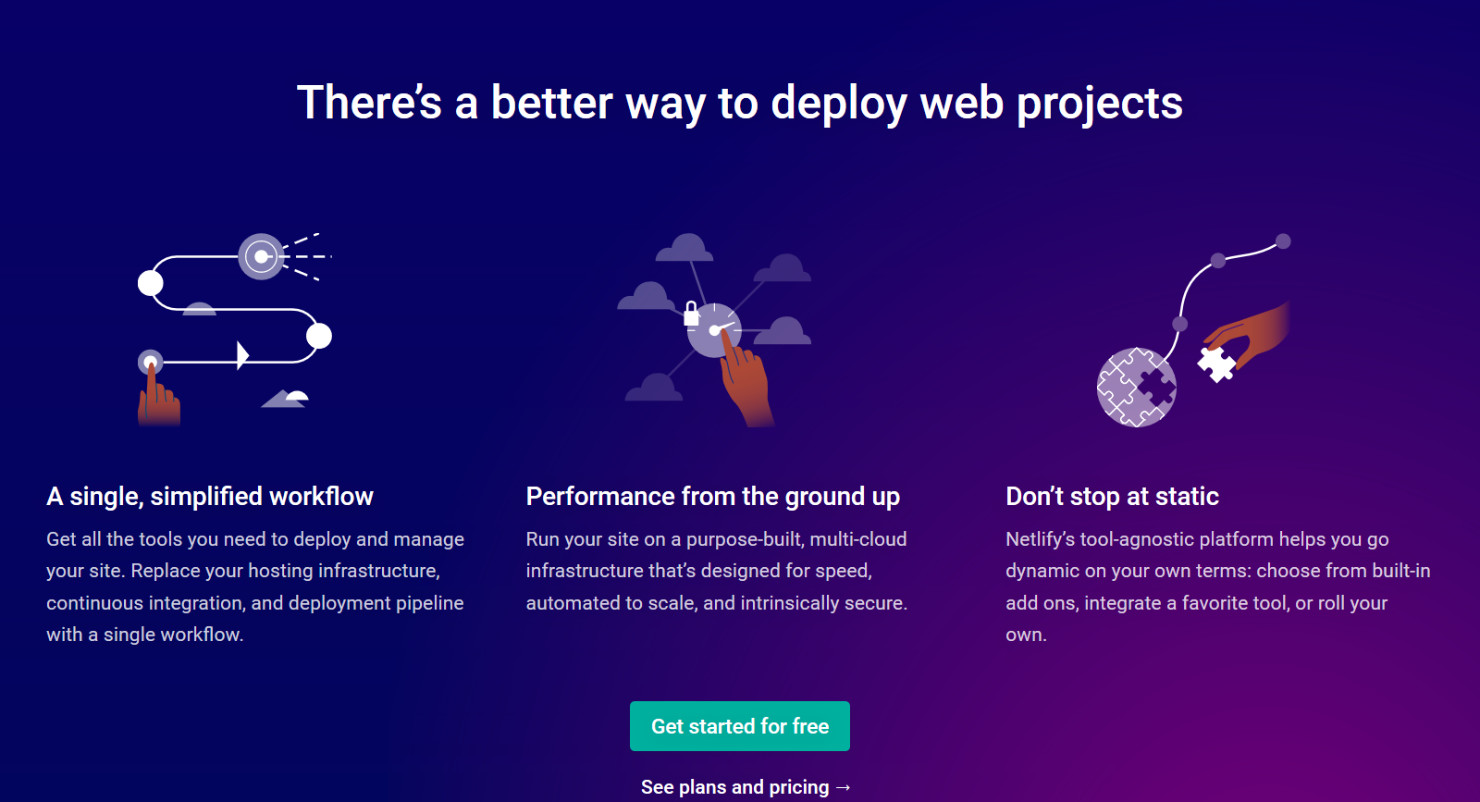 There’s a better way to deploy web projects
A single, simplified workflow
Get all the tools you need to deploy and manage
your site. Replace your hosting infrastructure,
continuous integration, and deployment pipeline
with a single workflow.
Performance from the ground up
Run your site on a purpose-built, multi-cloud
infrastructure that’s designed for speed,
automated to scale, and intrinsically secure.
Don’t stop at static
Netlify’s tool-agnostic platform helps you go
dynamic on your own terms: choose from built-in
add ons, integrate a favorite tool, or roll your
own.
Get started for free
See plans and pricing →